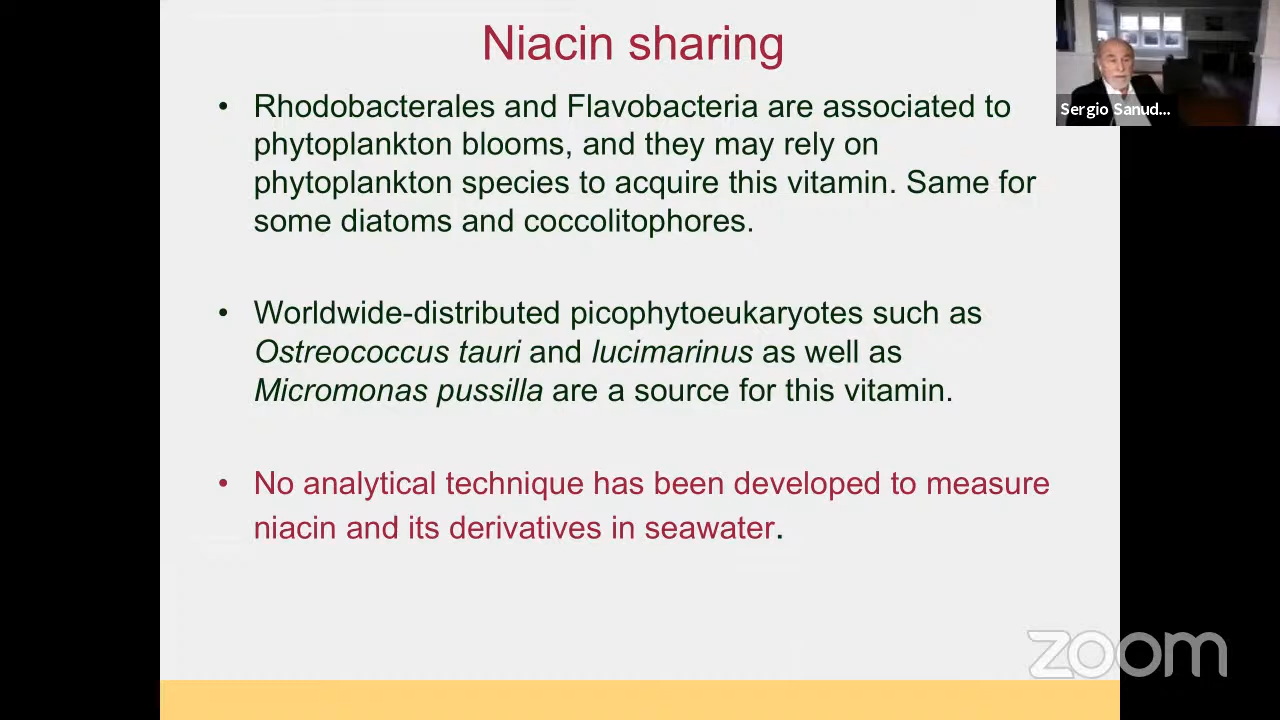 Niacin sharing
• Rhodobacterales and Flavobacteria are associated to
phytoplankton blooms, and they may rely on
phytoplankton species to acquire this vitamin. Same for
some diatoms and coccolitophores.
• Worldwide-distributed picophytoeukaryotes such as
Ostreococcus tauri and lucimarinus as well as
Micromonas pussilla are a source for this vitamin.
• No analytical technique has been developed to measure
niacin and its derivatives in seawater.
Sergio Sanud...
zoom